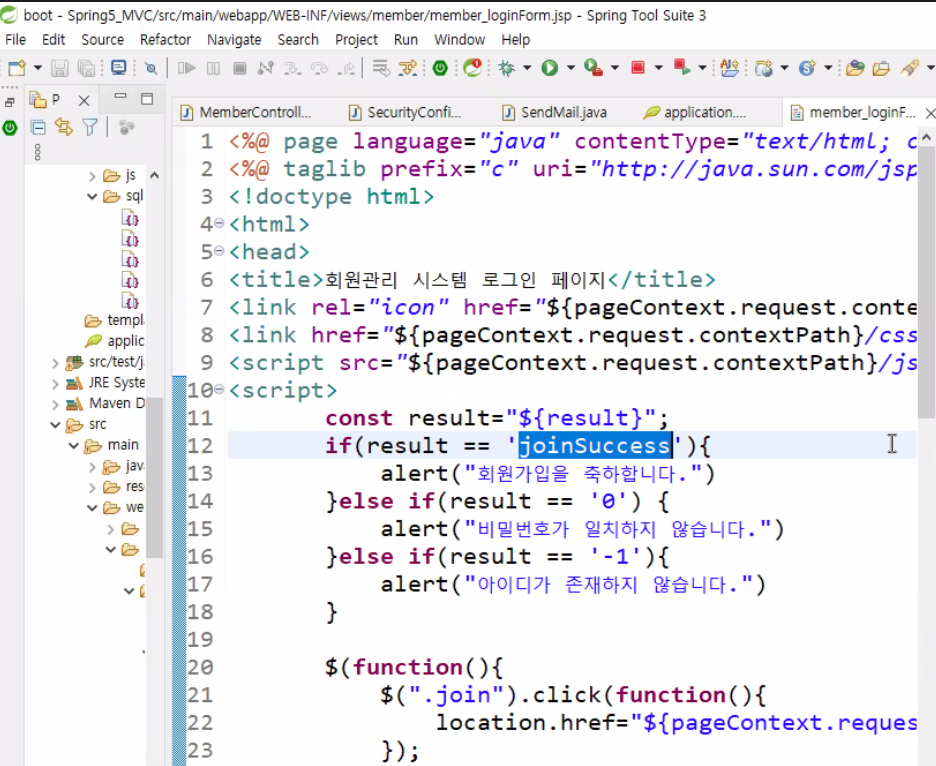 boot - Spring5_MVC/src/main/webapp/WEB-INF/views/member/member_loginForm.jsp - Spring Tool Suite 3
File Edit Source Refactor Navigate Search Project Run Window Help
P
MemberControll... SecurityConfi... SendMail.java application.... member_loginF...
js
sql
templ
applic
src/test/j
JRE Syste
Maven D
src
main
jav
res
we
1 <%@ page language="java" contentType="text/html; c
2 <%@ taglib prefix="c" uri="http://java.sun.com/jsp
3 <!doctype html>
4 <html>
5 <head>
6 <title>회원관리 시스템 로그인 페이지</title>
7 <link rel="icon" href="${pageContext.request.conte
8 <link href="${pageContext.request.contextPath}/css
9 <script src="${pageContext.request.contextPath}/js
10 <script>
11 const result="${result}";
12 if(result == 'joinSuccess'){
13 alert("회원가입을 축하합니다.")
14 }else if(result == '0') {
15 alert("비밀번호가 일치하지 않습니다.")
16 }else if(result == '-1'){
17 alert("아이디가 존재하지 않습니다.")
18 }
19
20 $(function(){
21 $(".join").click(function(){
22 location.href="${pageContext.reques
23 });